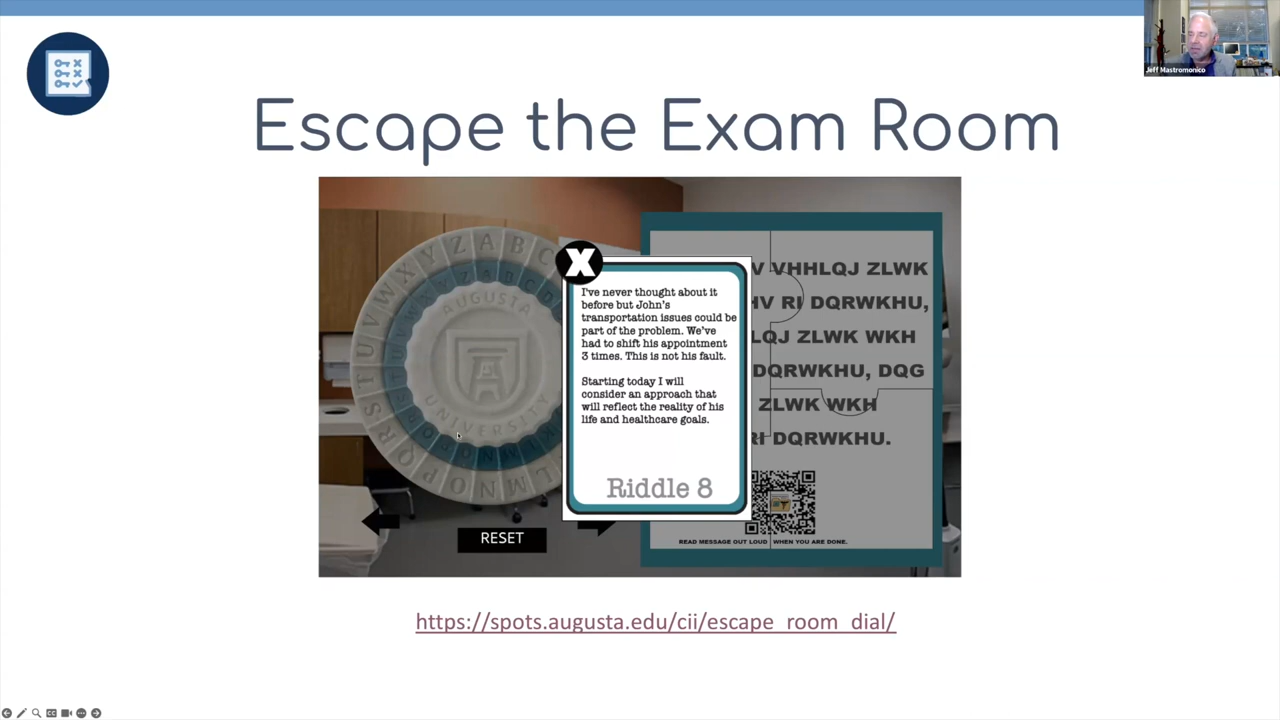 Jeff Mastromonico
Escape the Exam Room
AUGUSTA
UNIVERSITY
I've never thought about it
before but John's
transportation issues could be
part of the problem. We've
had to shift his appointment
3 times. This is not his fault.
Starting today I will
consider an approach that
will reflect the reality of his
life and healthcare goals.
Riddle 8
V VHHLQJ ZLWK
HV RI DQRWKHU,
LQJ ZLWK WKH
DQRWKHU, DQG
ZLWK WKH
RI DQRWKHU.
READ MESSAGE OUT LOUD WHEN YOU ARE DONE.
RESET
https://spots.augusta.edu/cii/escape_room_dial/